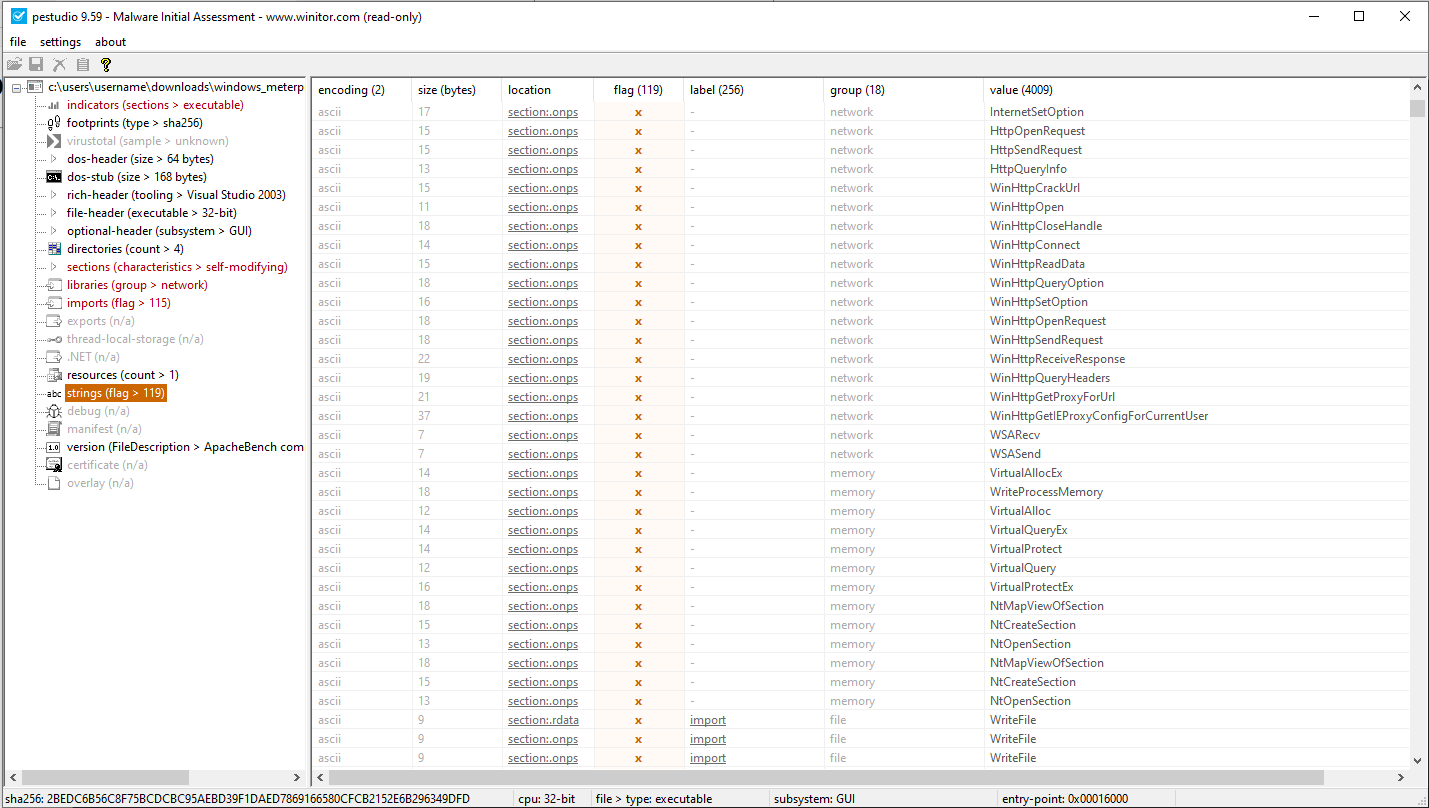 pestudio 9.59 - Malware Initial Assessment - www.winitor.com (read-only)
file settings about
c:\users\username\downloads\windows_meterp
indicators (sections > executable)
footprints (type > sha256)
virustotal (sample > unknown)
dos-header (size > 64 bytes)
dos-stub (size > 168 bytes)
rich-header (tooling > Visual Studio 2003)
file-header (executable > 32-bit)
optional-header (subsystem > GUI)
directories (count > 4)
sections (characteristics > self-modifying)
libraries (group > network)
imports (flag > 115)
exports (n/a)
thread-local-storage (n/a)
.NET (n/a)
resources (count > 1)
abc strings (flag > 119)
debug (n/a)
manifest (n/a)
1.0 version (FileDescription > ApacheBench com
certificate (n/a)
overlay (n/a)
encoding (2) size (bytes) location flag (119) label (256) group (18) value (4009)
ascii 17 section:.onps x - network InternetSetOption
ascii 15 section:.onps x - network HttpOpenRequest
ascii 15 section:.onps x - network HttpSendRequest
ascii 13 section:.onps x - network HttpQueryInfo
ascii 15 section:.onps x - network WinHttpCrackUrl
ascii 11 section:.onps x - network WinHttpOpen
ascii 18 section:.onps x - network WinHttpCloseHandle
ascii 14 section:.onps x - network WinHttpConnect
ascii 15 section:.onps x - network WinHttpReadData
ascii 18 section:.onps x - network WinHttpQueryOption
ascii 16 section:.onps x - network WinHttpSetOption
ascii 18 section:.onps x - network WinHttpOpenRequest
ascii 18 section:.onps x - network WinHttpSendRequest
ascii 22 section:.onps x - network WinHttpReceiveResponse
ascii 19 section:.onps x - network WinHttpQueryHeaders
ascii 21 section:.onps x - network WinHttpGetProxyForUrl
ascii 37 section:.onps x - network WinHttpGetIEProxyConfigForCurrentUser
ascii 7 section:.onps x - network WSARecv
ascii 7 section:.onps x - network WSASend
ascii 14 section:.onps x - memory VirtualAllocEx
ascii 18 section:.onps x - memory WriteProcessMemory
ascii 12 section:.onps x - memory VirtualAlloc
ascii 14 section:.onps x - memory VirtualQueryEx
ascii 14 section:.onps x - memory VirtualProtect
ascii 12 section:.onps x - memory VirtualQuery
ascii 16 section:.onps x - memory VirtualProtectEx
ascii 18 section:.onps x - memory NtMapViewOfSection
ascii 15 section:.onps x - memory NtCreateSection
ascii 13 section:.onps x - memory NtOpenSection
ascii 18 section:.onps x - memory NtMapViewOfSection
ascii 15 section:.onps x - memory NtCreateSection
ascii 13 section:.onps x - memory NtOpenSection
ascii 9 section:.rdata x import file WriteFile
ascii 9 section:.onps x import file WriteFile
ascii 9 section:.onps x import file WriteFile
sha256: 2BEDC6B56C8F75BCDCBC95AEBD39F1DAED7869166580CFCB2152E6B296349DFD cpu: 32-bit file > type: executable subsystem: GUI entry-point: 0x00016000